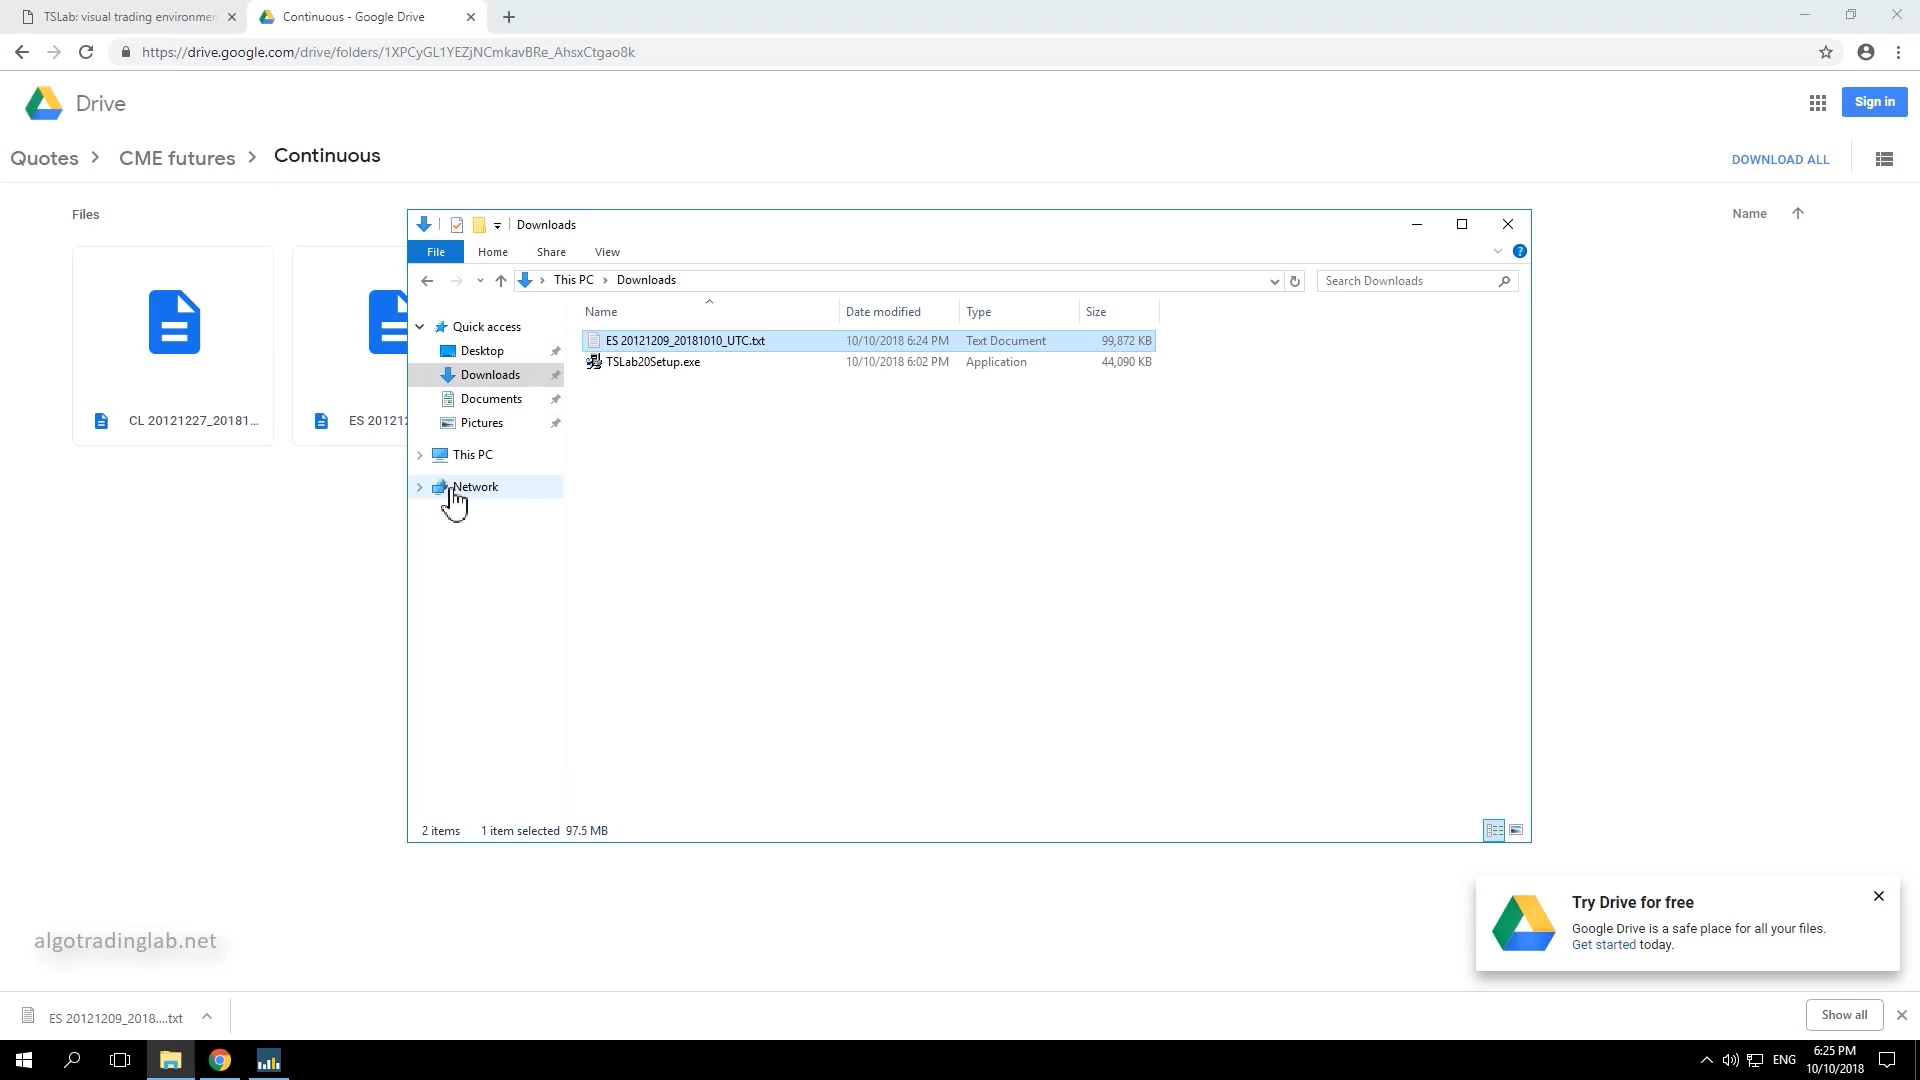 TSLab: visual trading environmen
Continuous - Google Drive
https://drive.google.com/drive/folders/1XPCyGL1YEZjNCmkavBRe_AhsxCtgao8k
Drive
Sign in
Quotes > CME futures > Continuous
DOWNLOAD ALL
Files
Name
CL 20121227_20181...
ES 20121
Downloads
File Home Share View
This PC > Downloads
Search Downloads
Name Date modified Type Size
ES 20121209_20181010_UTC.txt 10/10/2018 6:24 PM Text Document 99,872 KB
TSLab20Setup.exe 10/10/2018 6:02 PM Application 44,090 KB
Quick access
Desktop
Downloads
Documents
Pictures
This PC
Network
2 items 1 item selected 97.5 MB
Try Drive for free
Google Drive is a safe place for all your files.
Get started today.
algotradinglab.net
ES 20121209_2018....txt
Show all
ENG
6:25 PM
10/10/2018